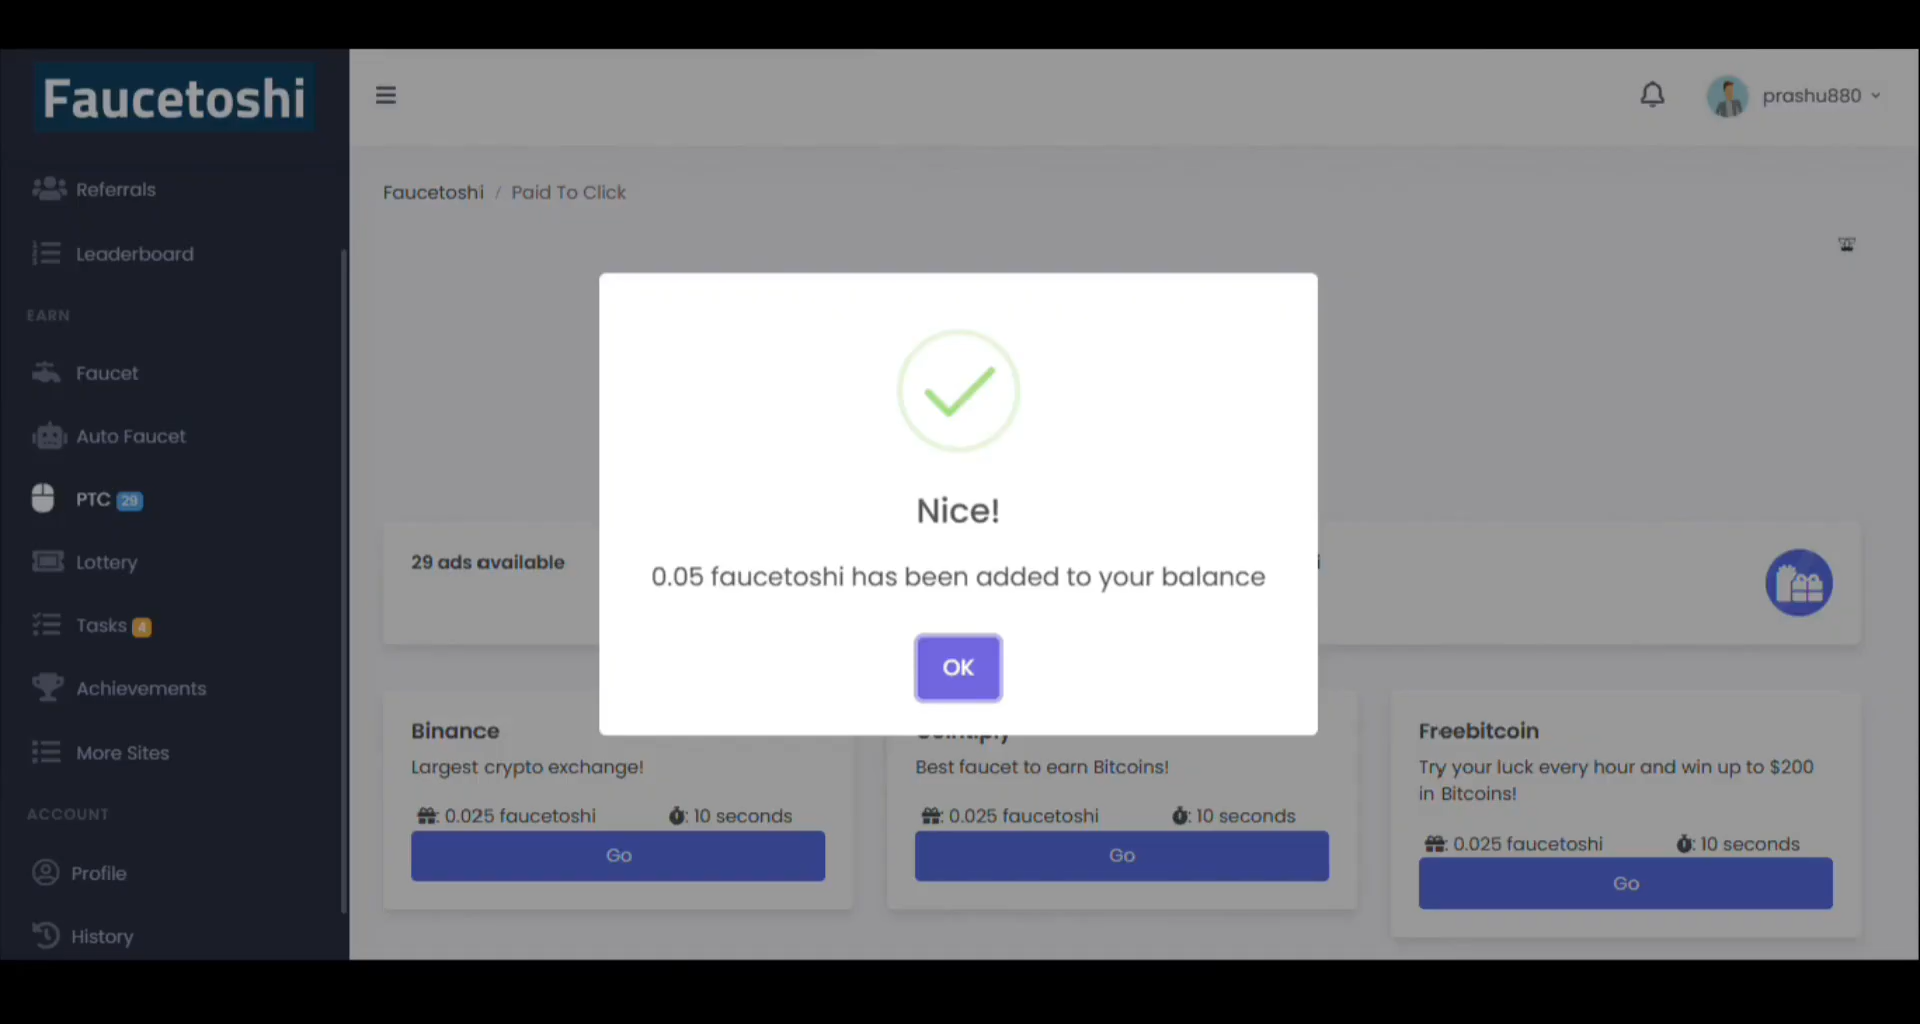 Faucetoshi
prashu880
Referrals
Leaderboard
EARN
Faucet
Auto Faucet
PTC 29
Lottery
Tasks 4
Achievements
More Sites
ACCOUNT
Profile
History
Faucetoshi / Paid To Click
29 ads available
Nice!
0.05 faucetoshi has been added to your balance
OK
Binance
Largest crypto exchange!
: 0.025 faucetoshi : 10 seconds
Go
Best faucet to earn Bitcoins!
: 0.025 faucetoshi : 10 seconds
Go
Freebitcoin
Try your luck every hour and win up to $200
in Bitcoins!
: 0.025 faucetoshi : 10 seconds
Go